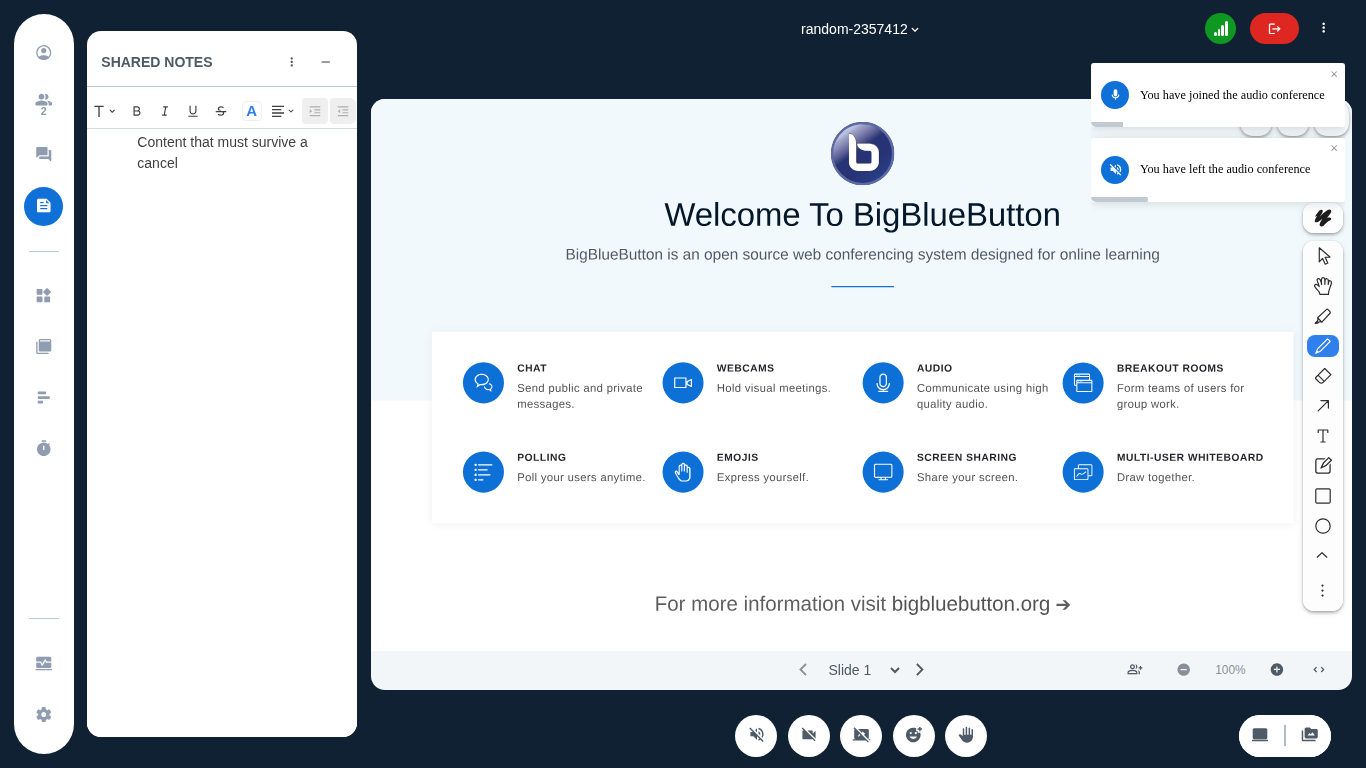 random-2357412
2
SHARED NOTES
Content that must survive a
cancel
You have joined the audio conference
You have left the audio conference
Welcome To BigBlueButton
BigBlueButton is an open source web conferencing system designed for online learning
CHAT
Send public and private
messages.
WEBCAMS
Hold visual meetings.
AUDIO
Communicate using high
quality audio.
BREAKOUT ROOMS
Form teams of users for
group work.
POLLING
Poll your users anytime.
EMOJIS
Express yourself.
SCREEN SHARING
Share your screen.
MULTI-USER WHITEBOARD
Draw together.
For more information visit bigbluebutton.org ➔
Slide 1
100%